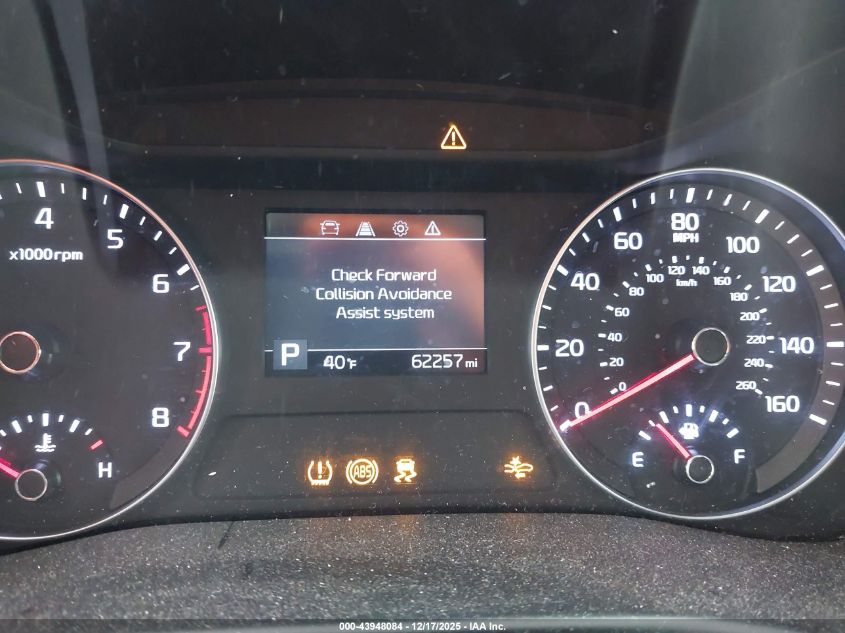 4
5
6
7
8
x1000rpm
H
Check Forward
Collision Avoidance
Assist system
P
40°F
62257 mi
ABS
0
20
40
60
80
100
120
140
160
MPH
0
20
40
60
80
100
120
140
160
180
200
220
240
260
km/h
E
F
000-43948084 - 12/17/2025 - IAA Inc.